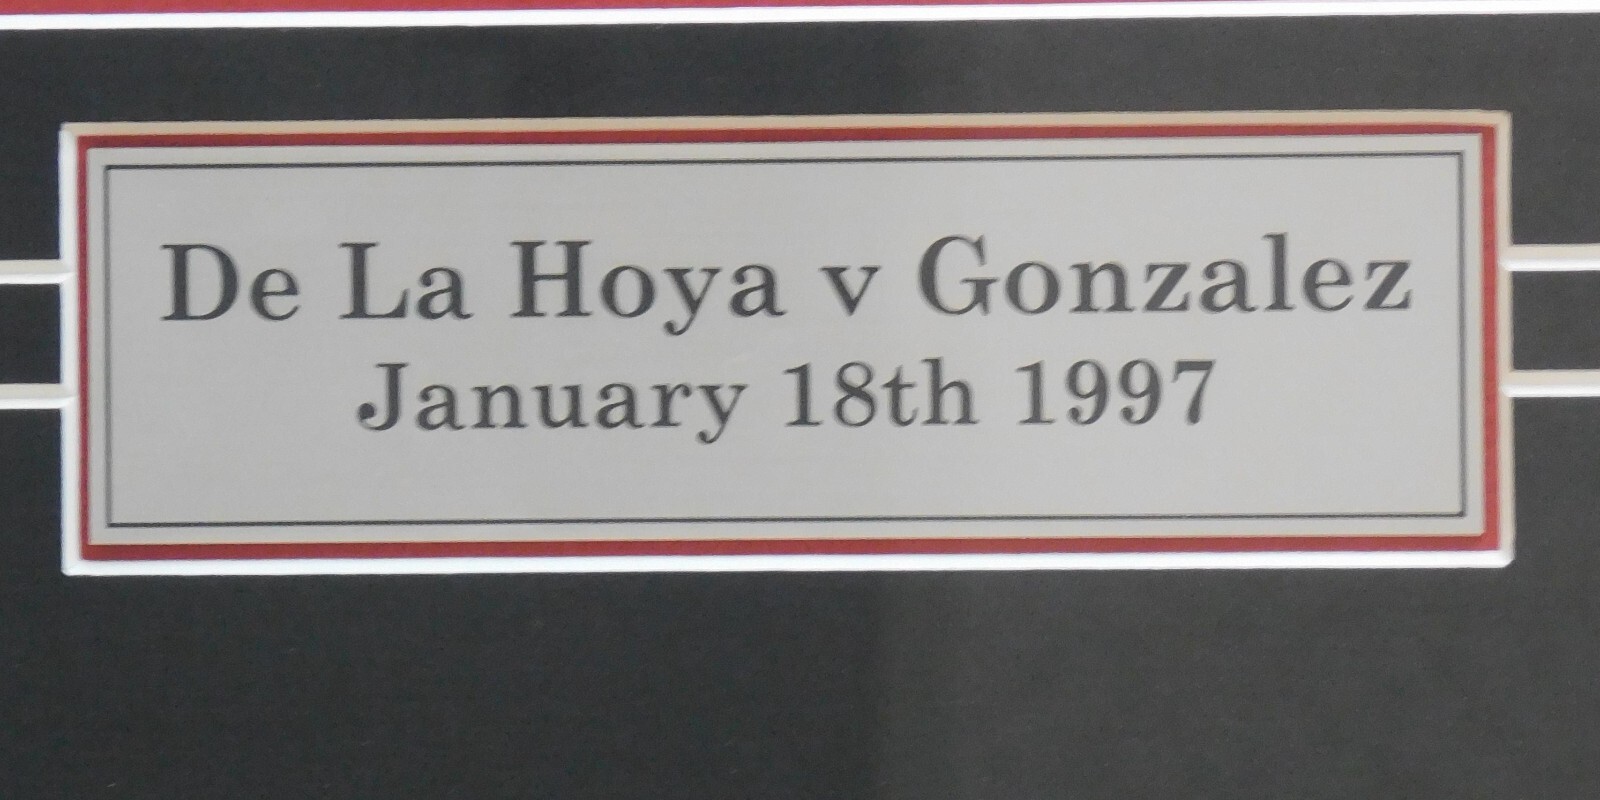 De La Hoya v Gonzalez
January 18th 1997